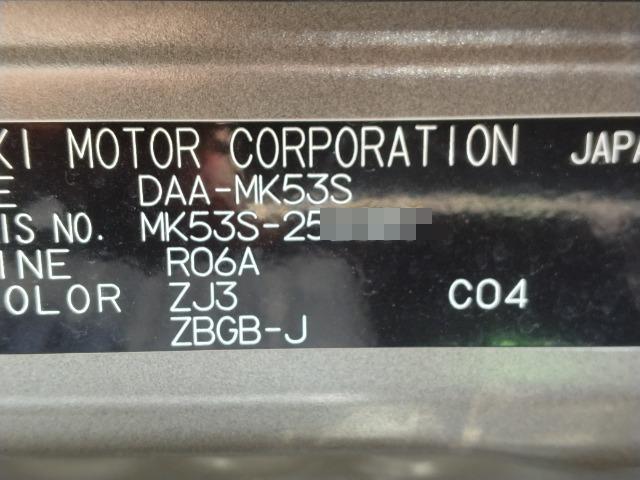 KI MOTOR CORPORATION JAPA
E DAA-MK53S
IS NO. MK53S-25
INE R06A
OLOR ZJ3 C04
ZBGB-J